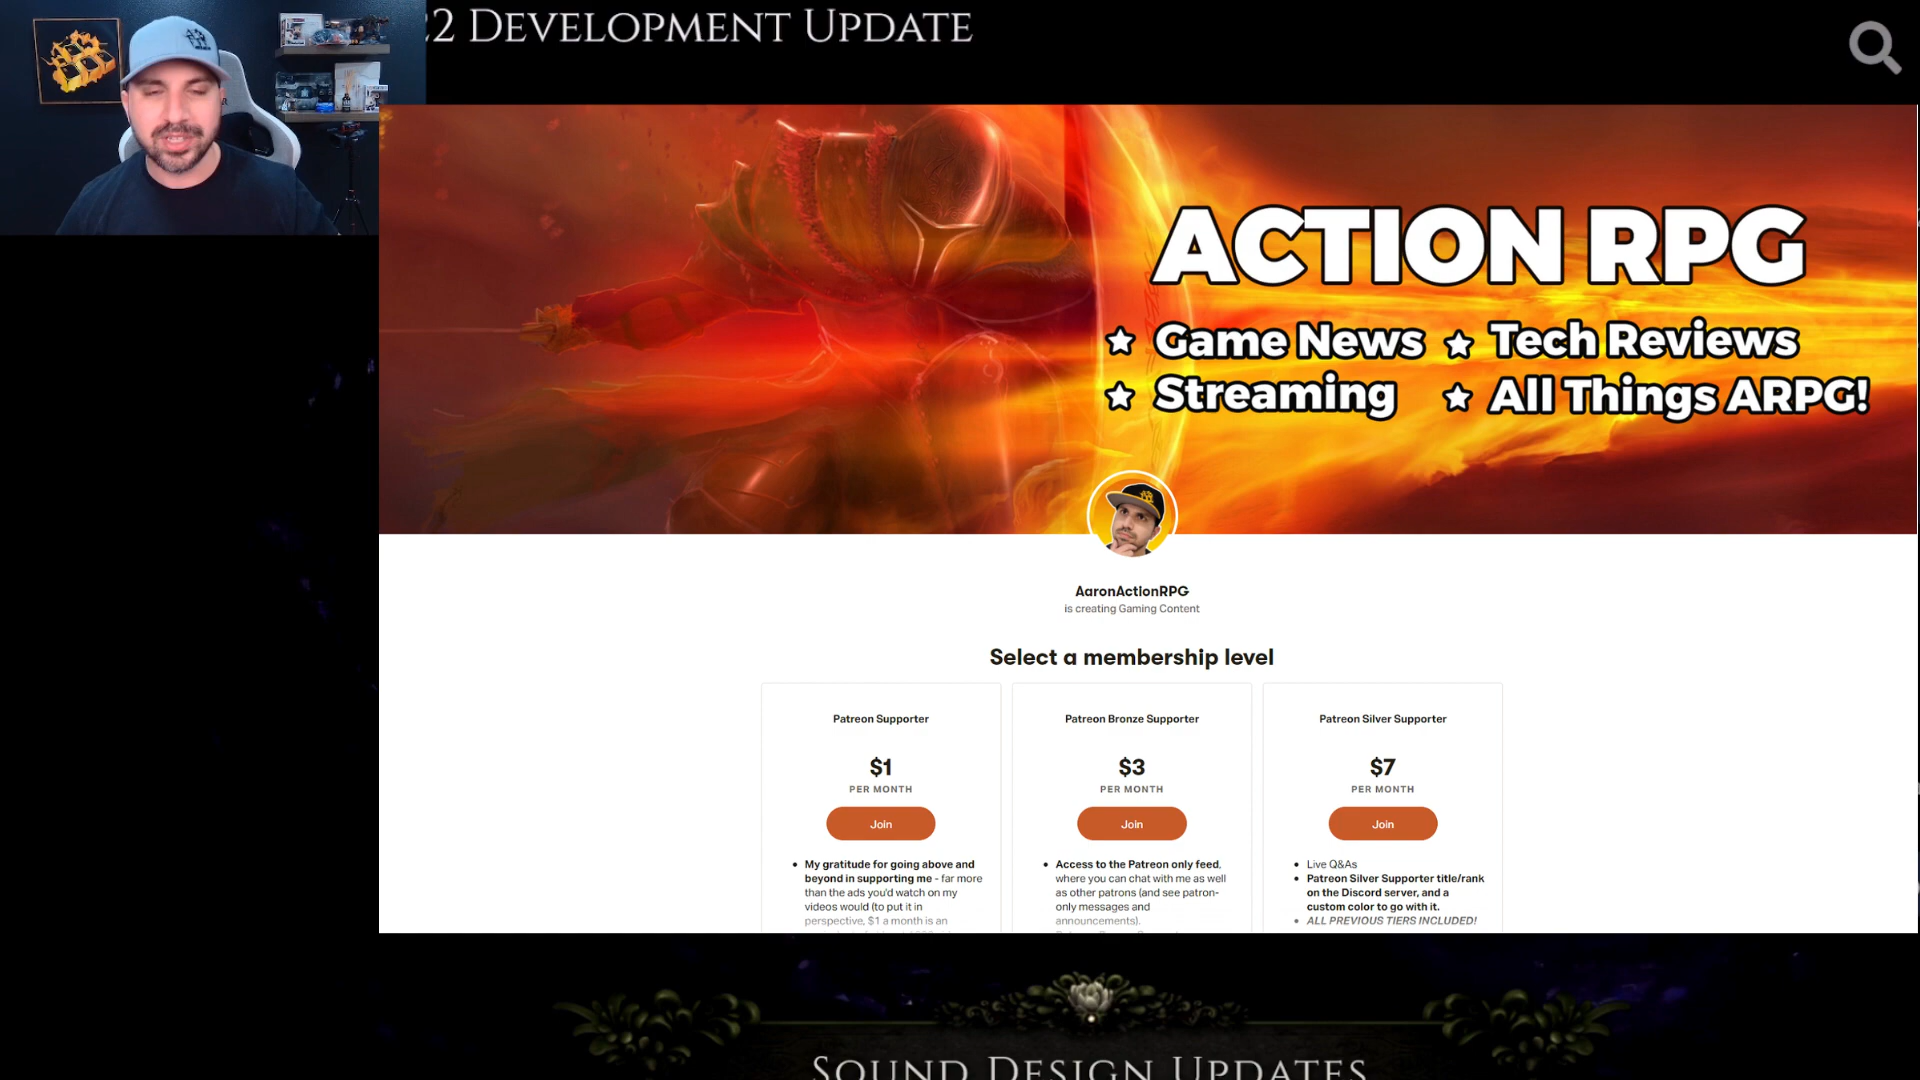 22 DEVELOPMENT UPDATE
ACTION RPG
★ Game News ★ Tech Reviews
★ Streaming ★ All Things ARPG!
AaronActionRPG
is creating Gaming Content
Select a membership level
Patreon Supporter
$1
PER MONTH
Join
• My gratitude for going above and
beyond in supporting me - far more
than the ads you'd watch on my
videos would (to put it in
perspective, $1 a month is an
Patreon Bronze Supporter
$3
PER MONTH
Join
• Access to the Patreon only feed,
where you can chat with me as well
as other patrons (and see patron-
only messages and
announcements).
Patreon Silver Supporter
$7
PER MONTH
Join
• Live Q&As
• Patreon Silver Supporter title/rank
on the Discord server, and a
custom color to go with it.
• ALL PREVIOUS TIERS INCLUDED!
SOUND DESIGN UPDATES